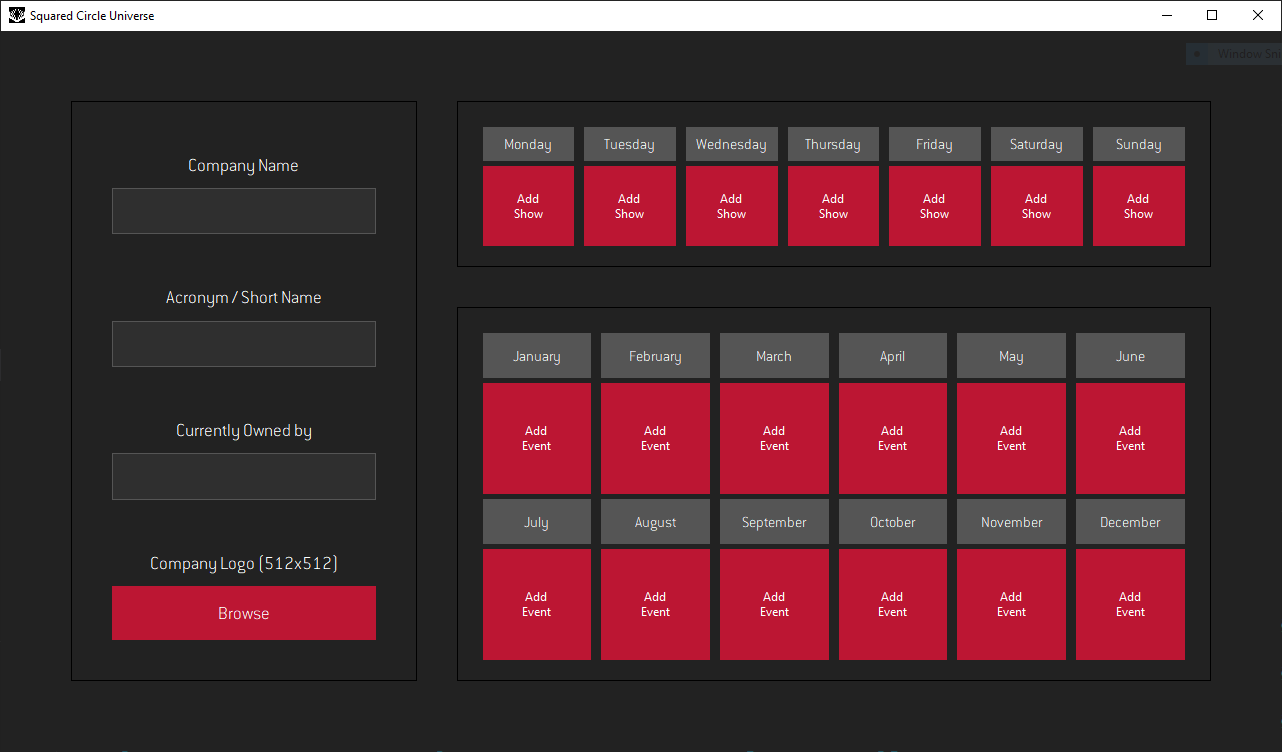 Squared Circle Universe
Window Sni
Company Name
Acronym / Short Name
Currently Owned by
Company Logo (512x512)
Browse
Monday Tuesday Wednesday Thursday Friday Saturday Sunday
Add Add Add Add Add Add Add
Show Show Show Show Show Show Show
January February March April May June
Add Add Add Add Add Add
Event Event Event Event Event Event
July August September October November December
Add Add Add Add Add Add
Event Event Event Event Event Event